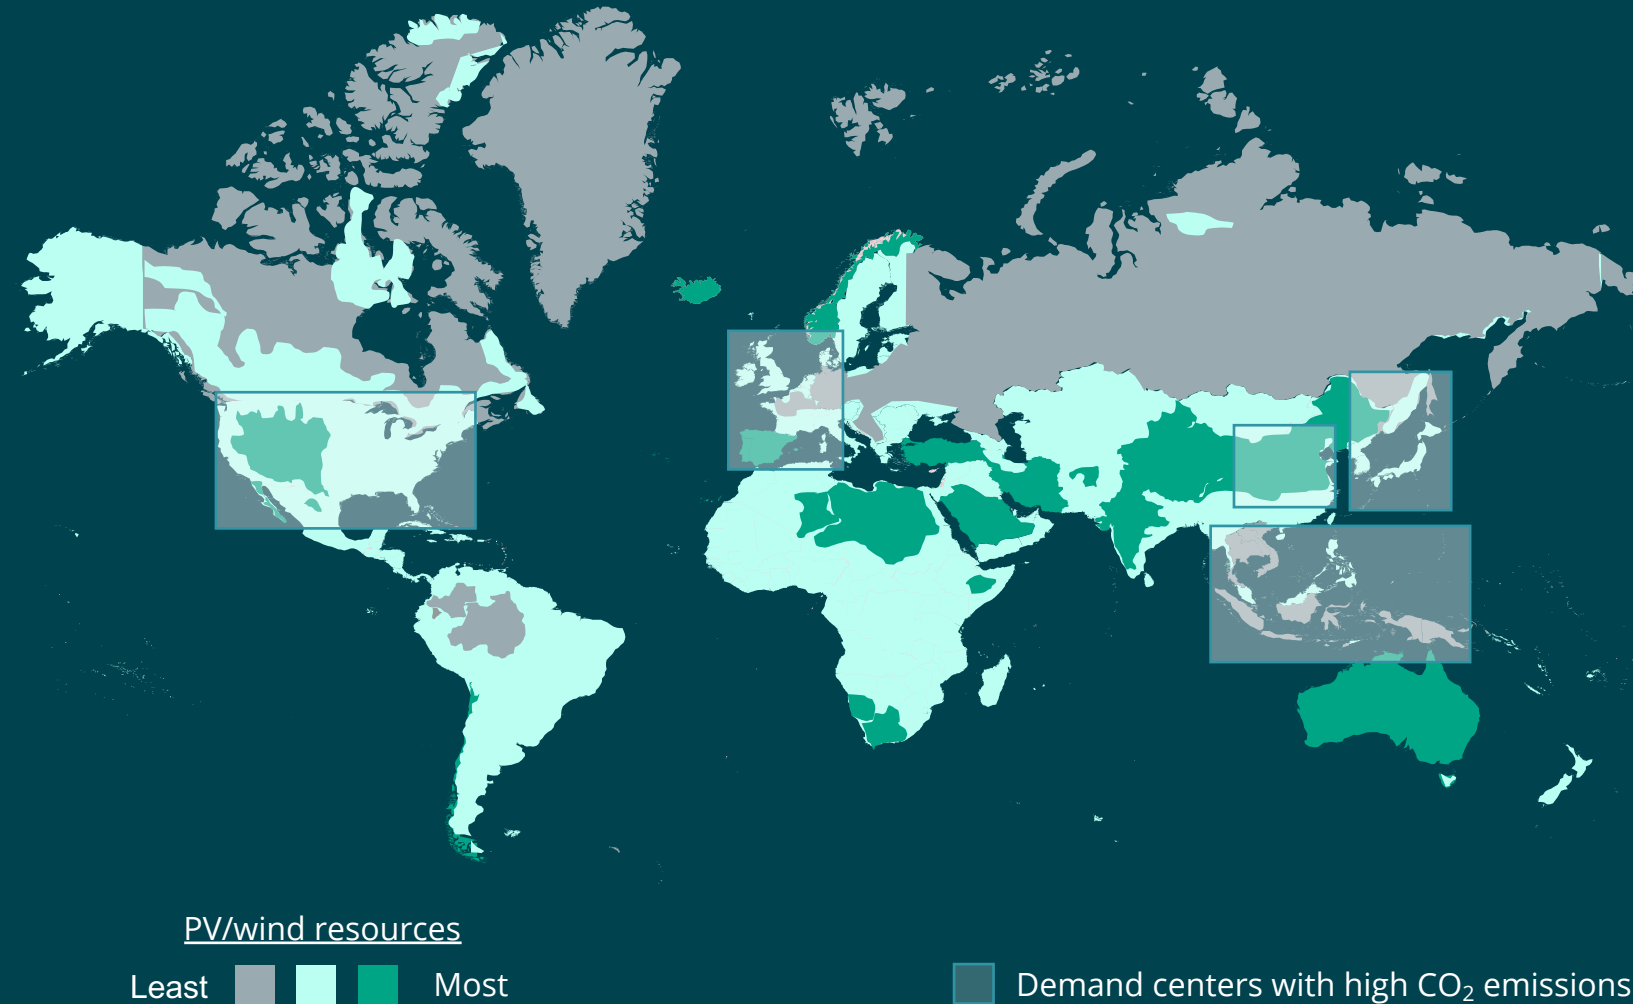 PV/wind resources
Least Most
Demand centers with high CO₂ emissions